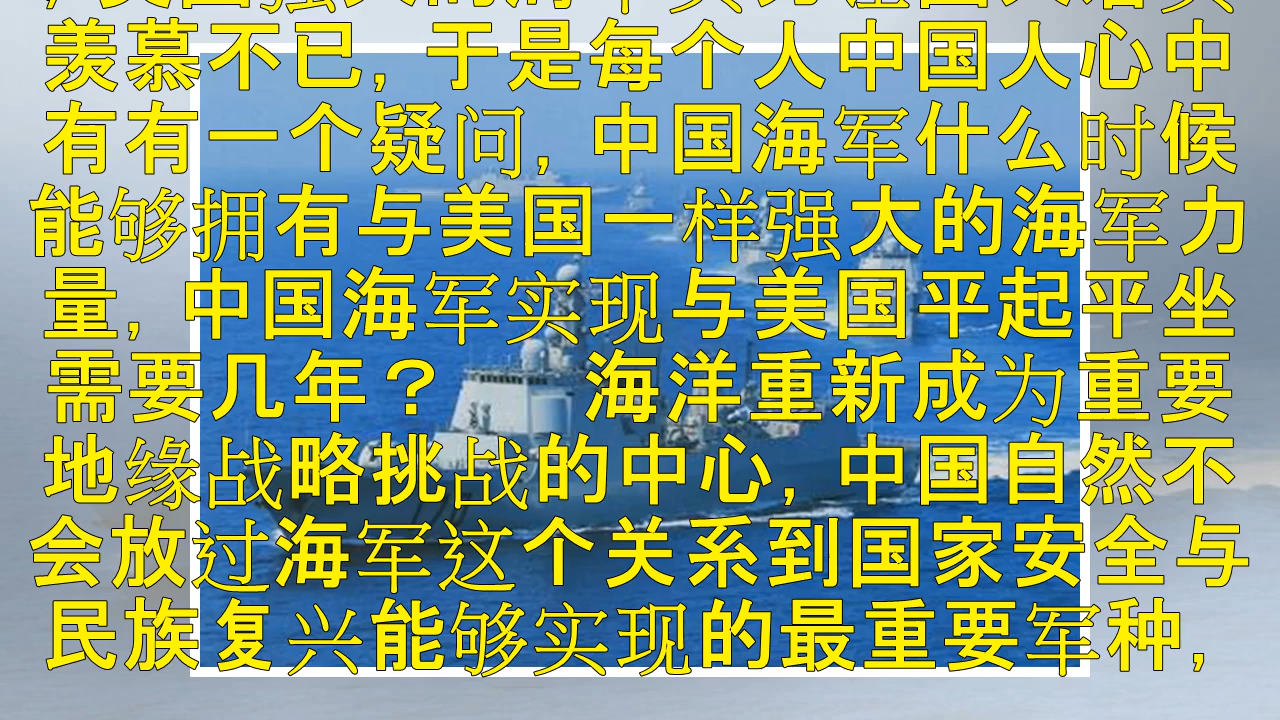 羡慕不已,于是每个人中国人心中
有有一个疑问,中国海军什么时候
能够拥有与美国一样强大的海军力
量,中国海军实现与美国平起平坐
需要几年? 海洋重新成为重要
地缘战略挑战的中心,中国自然不
会放过海军这个关系到国家安全与
民族复兴能够实现的最重要军种,